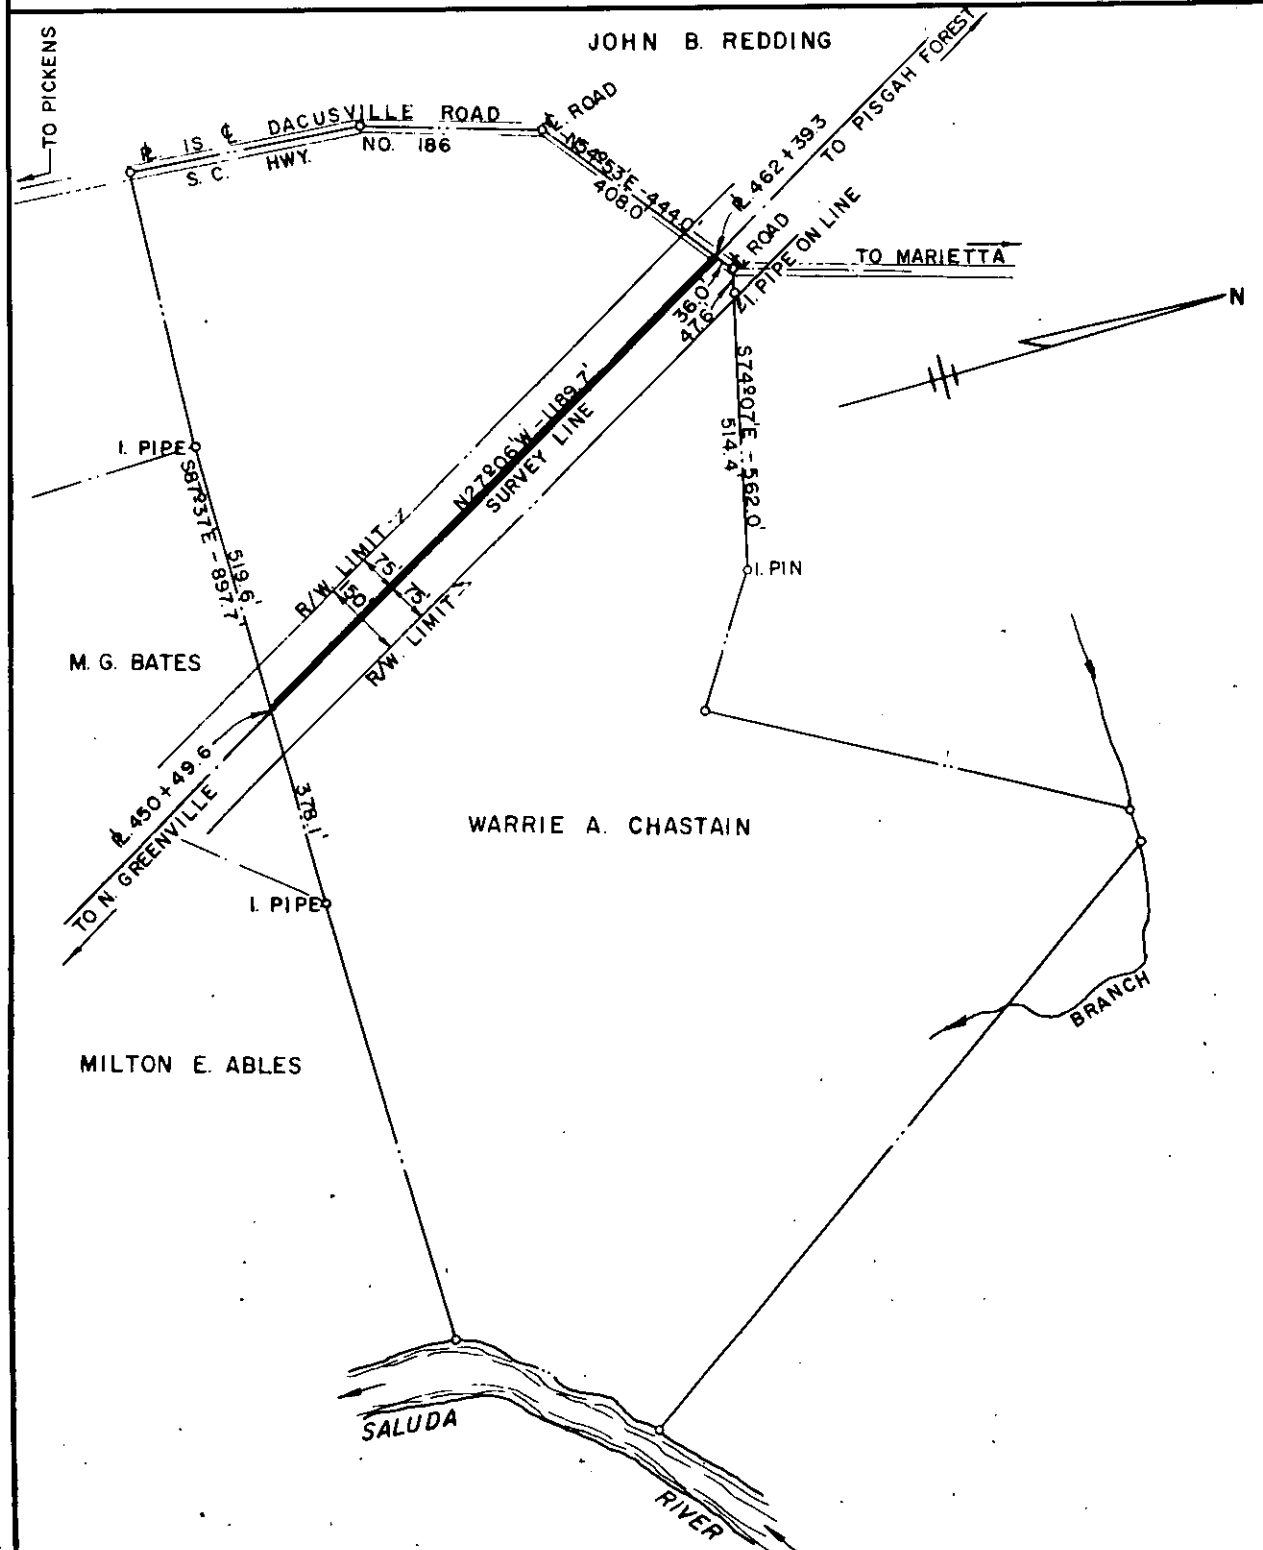 JOHN B. REDDING
TO PICKENS
TO PISGAH FOREST
℄ ROAD
℄ IS ℄ DACUSVILLE ROAD
S. C. HWY. NO. 186
N54°53'E - 444.0'
408.0'
℄ 462 + 39.3
℄ ROAD
I. PIPE ON LINE
TO MARIETTA
36.0'
47.6'
N
S74°07'E - 562.0'
514.4'
N27°06'W - 1189.7'
SURVEY LINE
I. PIPE
S87°37'E - 897.7'
519.6'
R/W LIMIT
75'
75'
150'
R/W LIMIT
I. PIN
M. G. BATES
℄ 450 + 49.6
TO N. GREENVILLE
378.1'
WARRIE A. CHASTAIN
I. PIPE
BRANCH
MILTON E. ABLES
SALUDA
RIVER